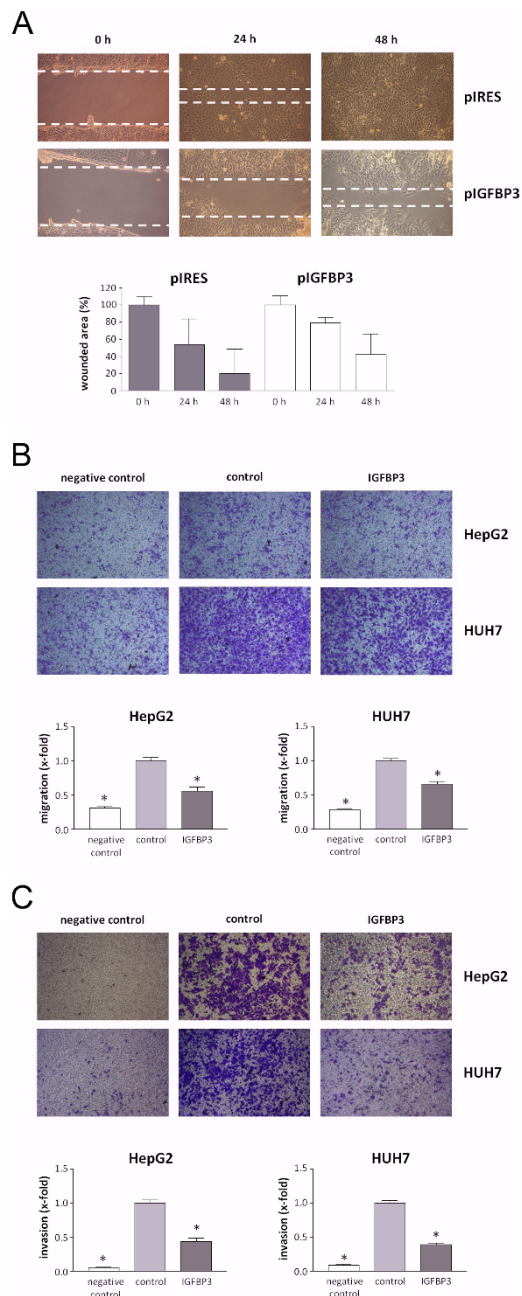 A
0 h 24 h 48 h
pIRES
pIGFBP3
pIRES pIGFBP3
wounded area (%)
120
100
80
60
40
20
0
0 h 24 h 48 h 0 h 24 h 48 h
B
negative control control IGFBP3
HepG2
HUH7
HepG2 HUH7
migration (x-fold)
1.5
1.0
0.5
0.0
* *
negative control control IGFBP3
migration (x-fold)
1.5
1.0
0.5
0.0
* *
negative control control IGFBP3
C
negative control control IGFBP3
HepG2
HUH7
HepG2 HUH7
invasion (x-fold)
1.5
1.0
0.5
0
* *
negative control control IGFBP3
invasion (x-fold)
1.5
1.0
0.5
0
* *
negative control control IGFBP3